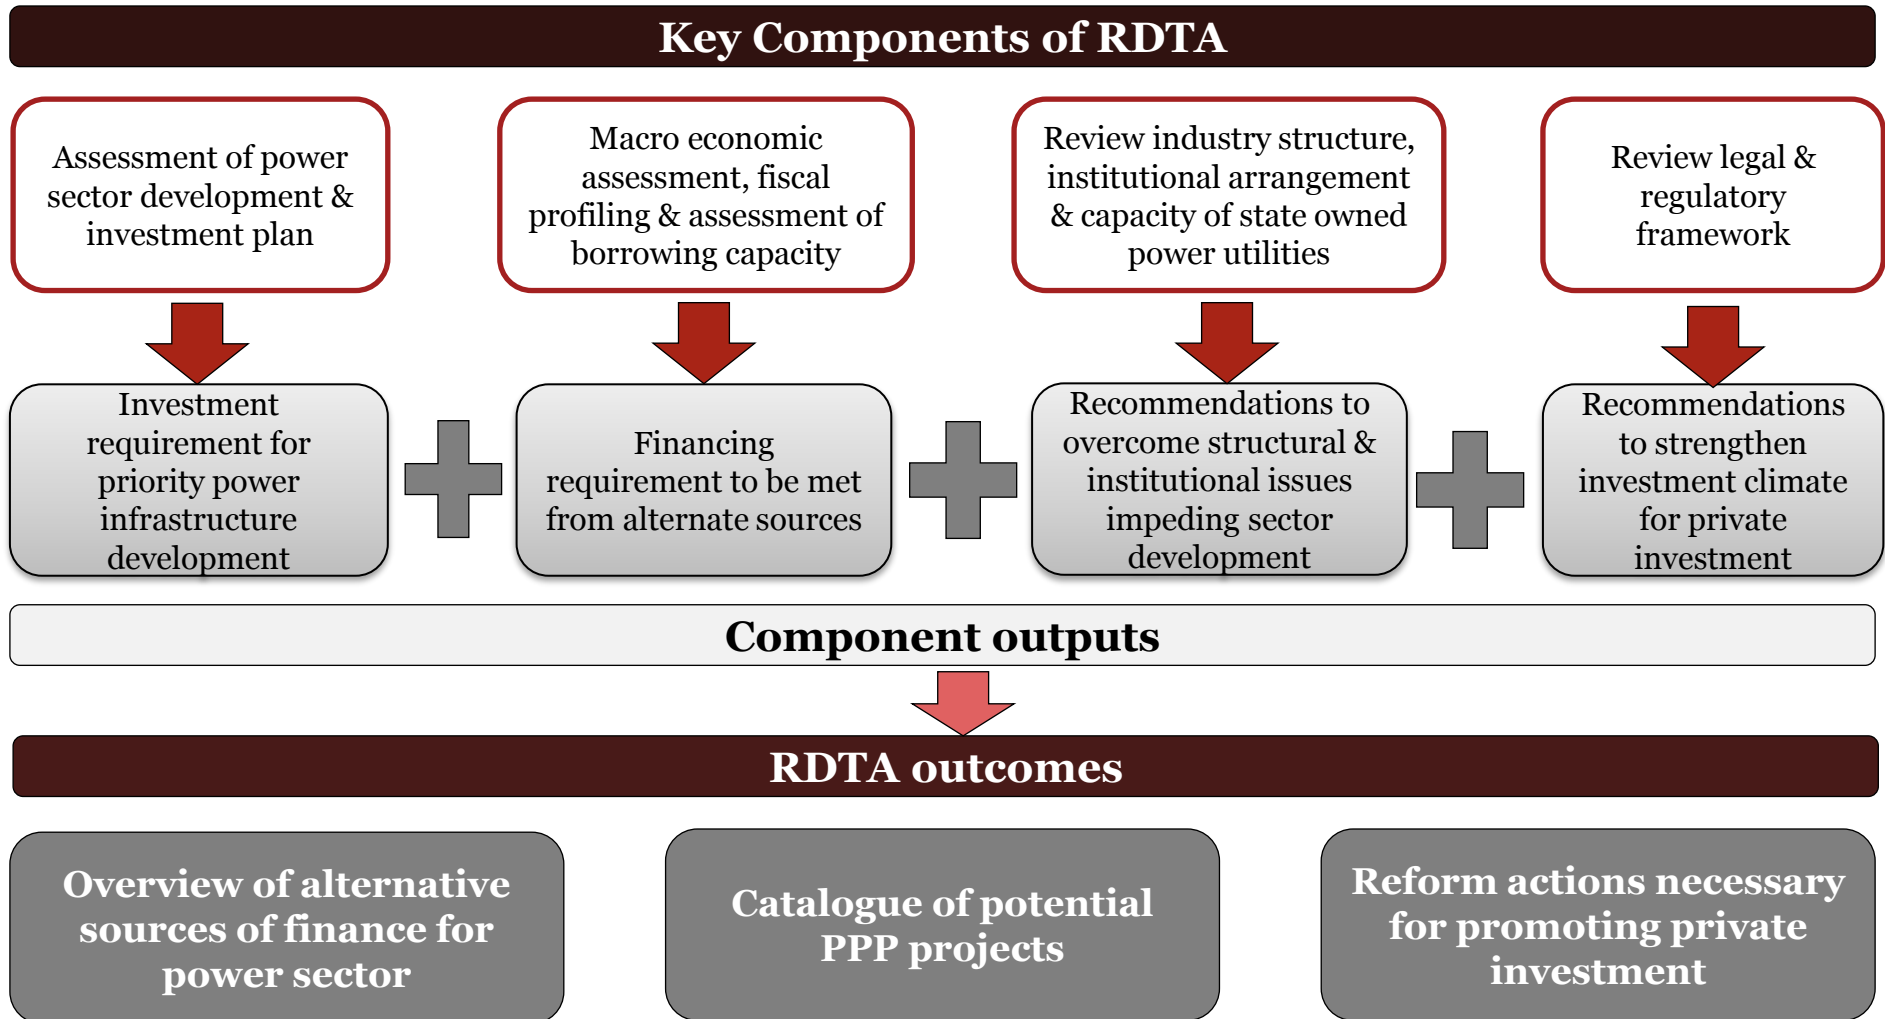 Key Components of RDTA
Assessment of power
sector development &
investment plan
Macro economic
assessment, fiscal
profiling & assessment of
borrowing capacity
Review industry structure,
institutional arrangement
& capacity of state owned
power utilities
Review legal &
regulatory
framework
Investment
requirement for
priority power
infrastructure
development
Financing
requirement to be met
from alternate sources
Recommendations to
overcome structural &
institutional issues
impeding sector
development
Recommendations
to strengthen
investment climate
for private
investment
Component outputs
RDTA outcomes
Overview of alternative
sources of finance for
power sector
Catalogue of potential
PPP projects
Reform actions necessary
for promoting private
investment